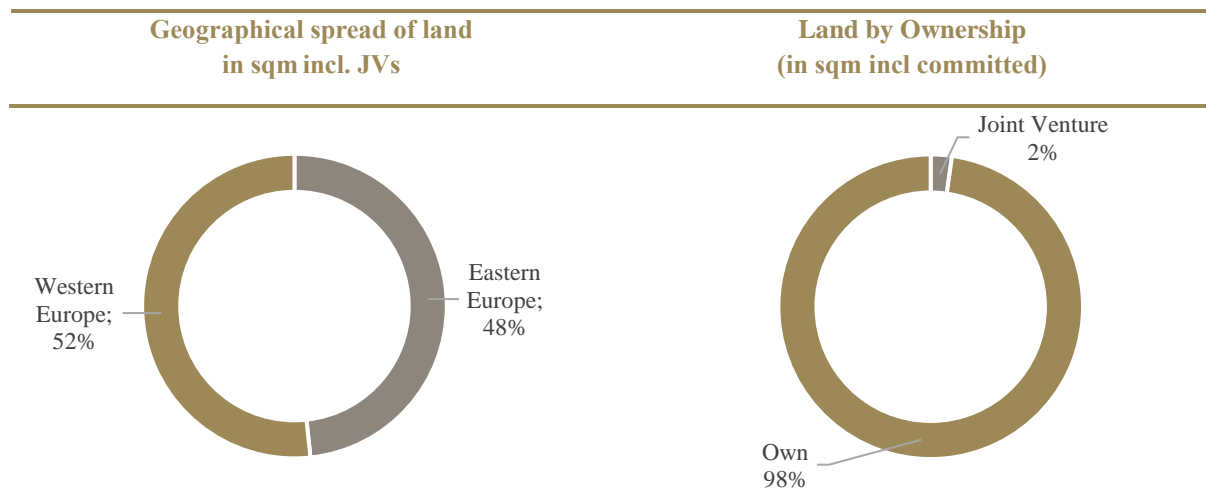 Geographical spread of land
in sqm incl. JVs
Western
Europe;
52%
Eastern
Europe;
48%
Land by Ownership
(in sqm incl committed)
Joint Venture
2%
Own
98%